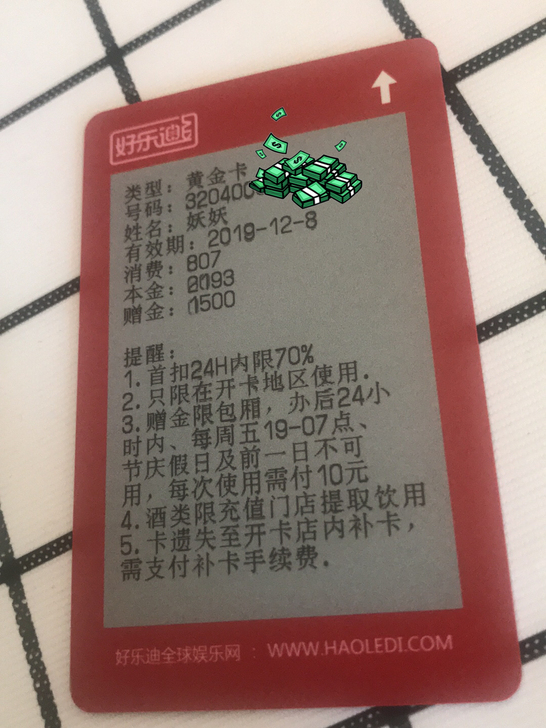 好乐迪
类型：黄金卡
号码：320400
姓名：妖妖
有效期：2019-12-8
消费：807
本金：2093
赠金：1500
提醒：
1.首扣24H内限70%
2.只限在开卡地区使用.
3.赠金限包厢，办后24小
时内、每周五19-07点、
节庆假日及前一日不可
用，每次使用需付10元
4.酒类限充值门店提取饮用
5.卡遗失至开卡店内补卡，
需支付补卡手续费.
好乐迪全球娱乐网 ：WWW.HAOLEDI.COM